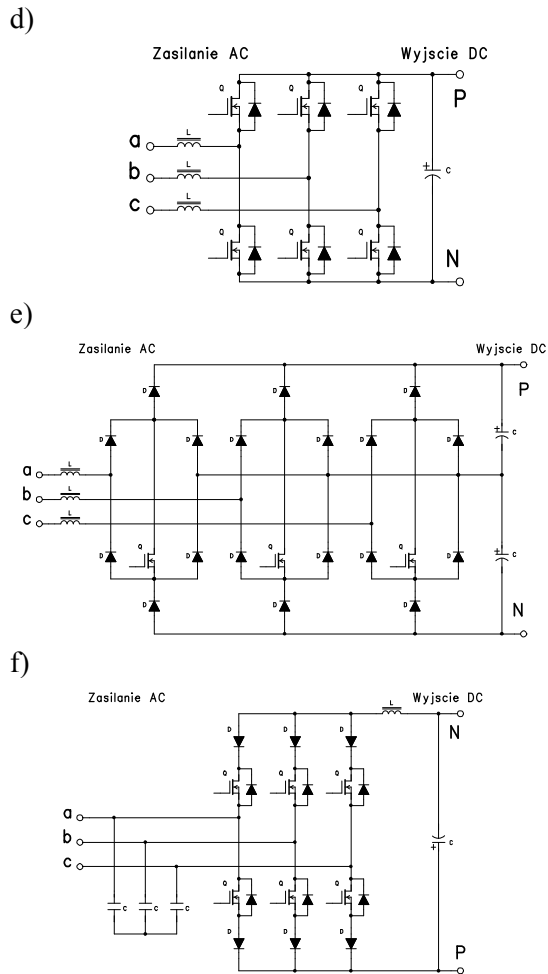 d)
Zasilanie AC Wyjscie DC
Q Q Q P
L
a
L
b C
L
c
Q Q Q N
e)
Zasilanie AC Wyjscie DC
D D D P
D D D D D D C
L
a
L
b
L
c
D Q D D Q D D Q D C
D D D N
f)
Zasilanie AC Wyjscie DC
L
N
D D D
Q Q Q
a
b
c C
C C C Q Q Q
D D D
P